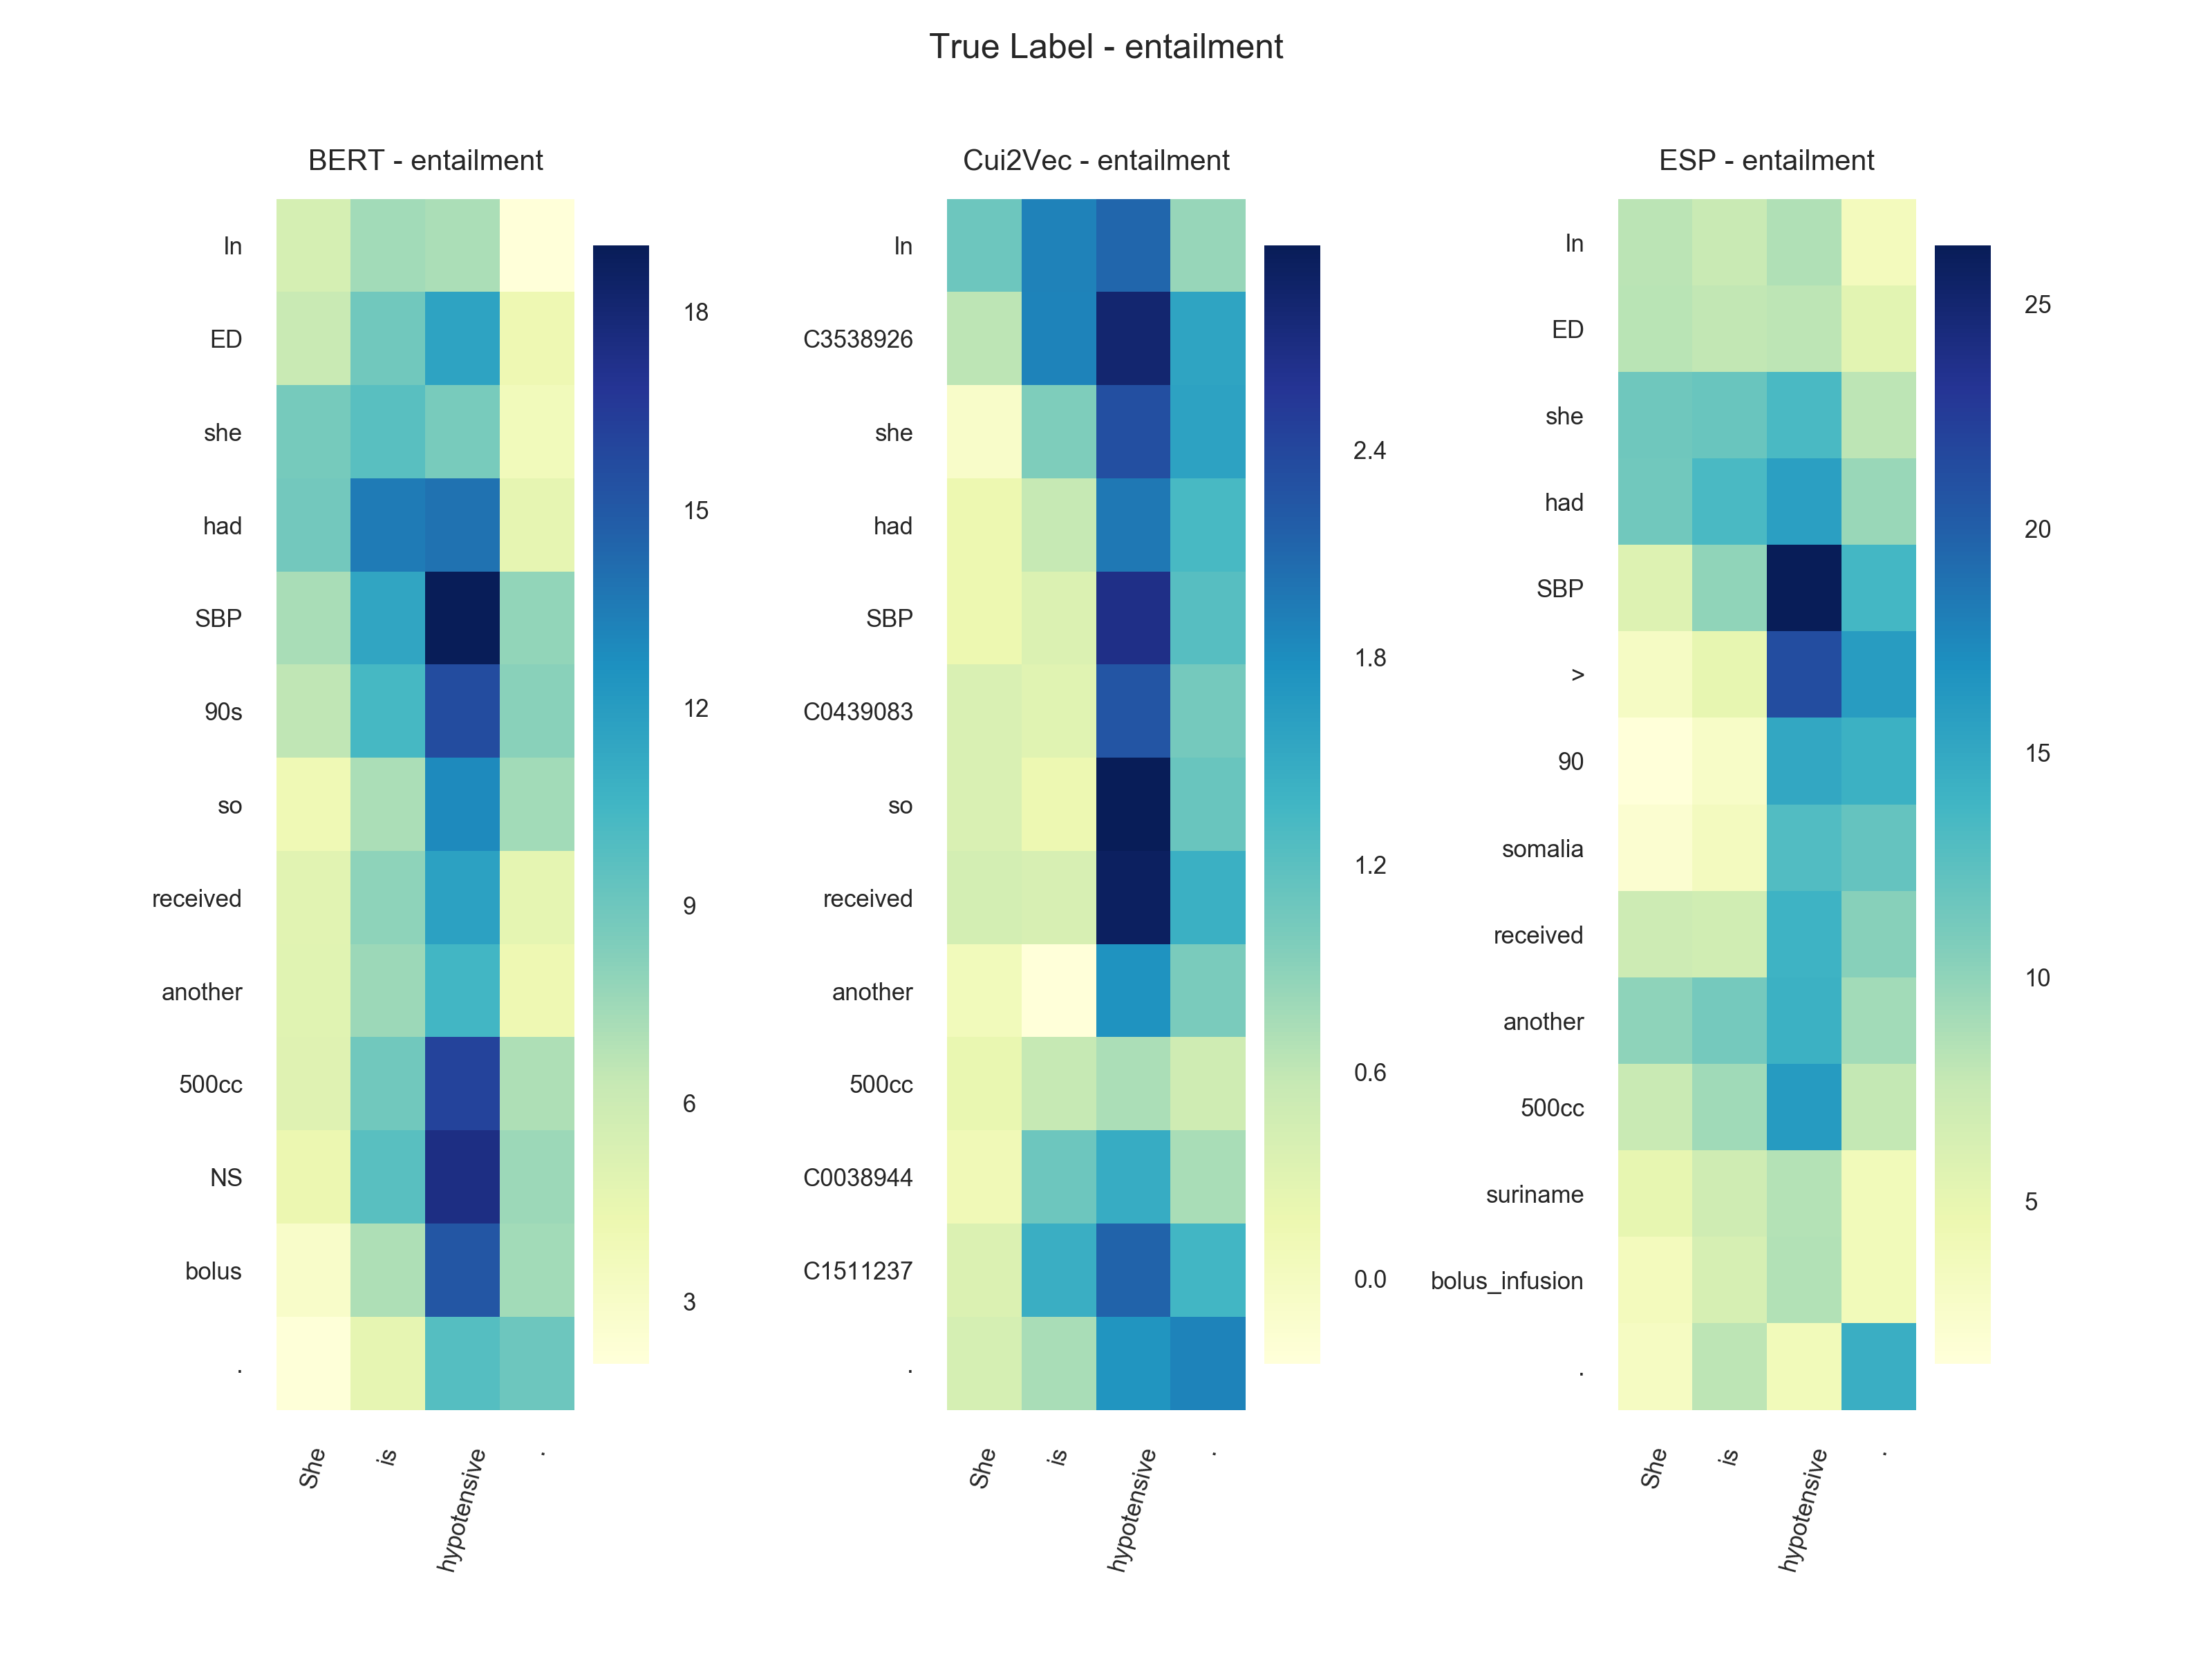 True Label - entailment
BERT - entailment
In
ED
she
had
SBP
90s
so
received
another
500cc
NS
bolus
.
She
is
hypotensive
.
18
15
12
9
6
3
Cui2Vec - entailment
In
C3538926
she
had
SBP
C0439083
so
received
another
500cc
C0038944
C1511237
.
She
is
hypotensive
.
2.4
1.8
1.2
0.6
0.0
ESP - entailment
In
ED
she
had
SBP
>
90
somalia
received
another
500cc
suriname
bolus_infusion
.
She
is
hypotensive
.
25
20
15
10
5